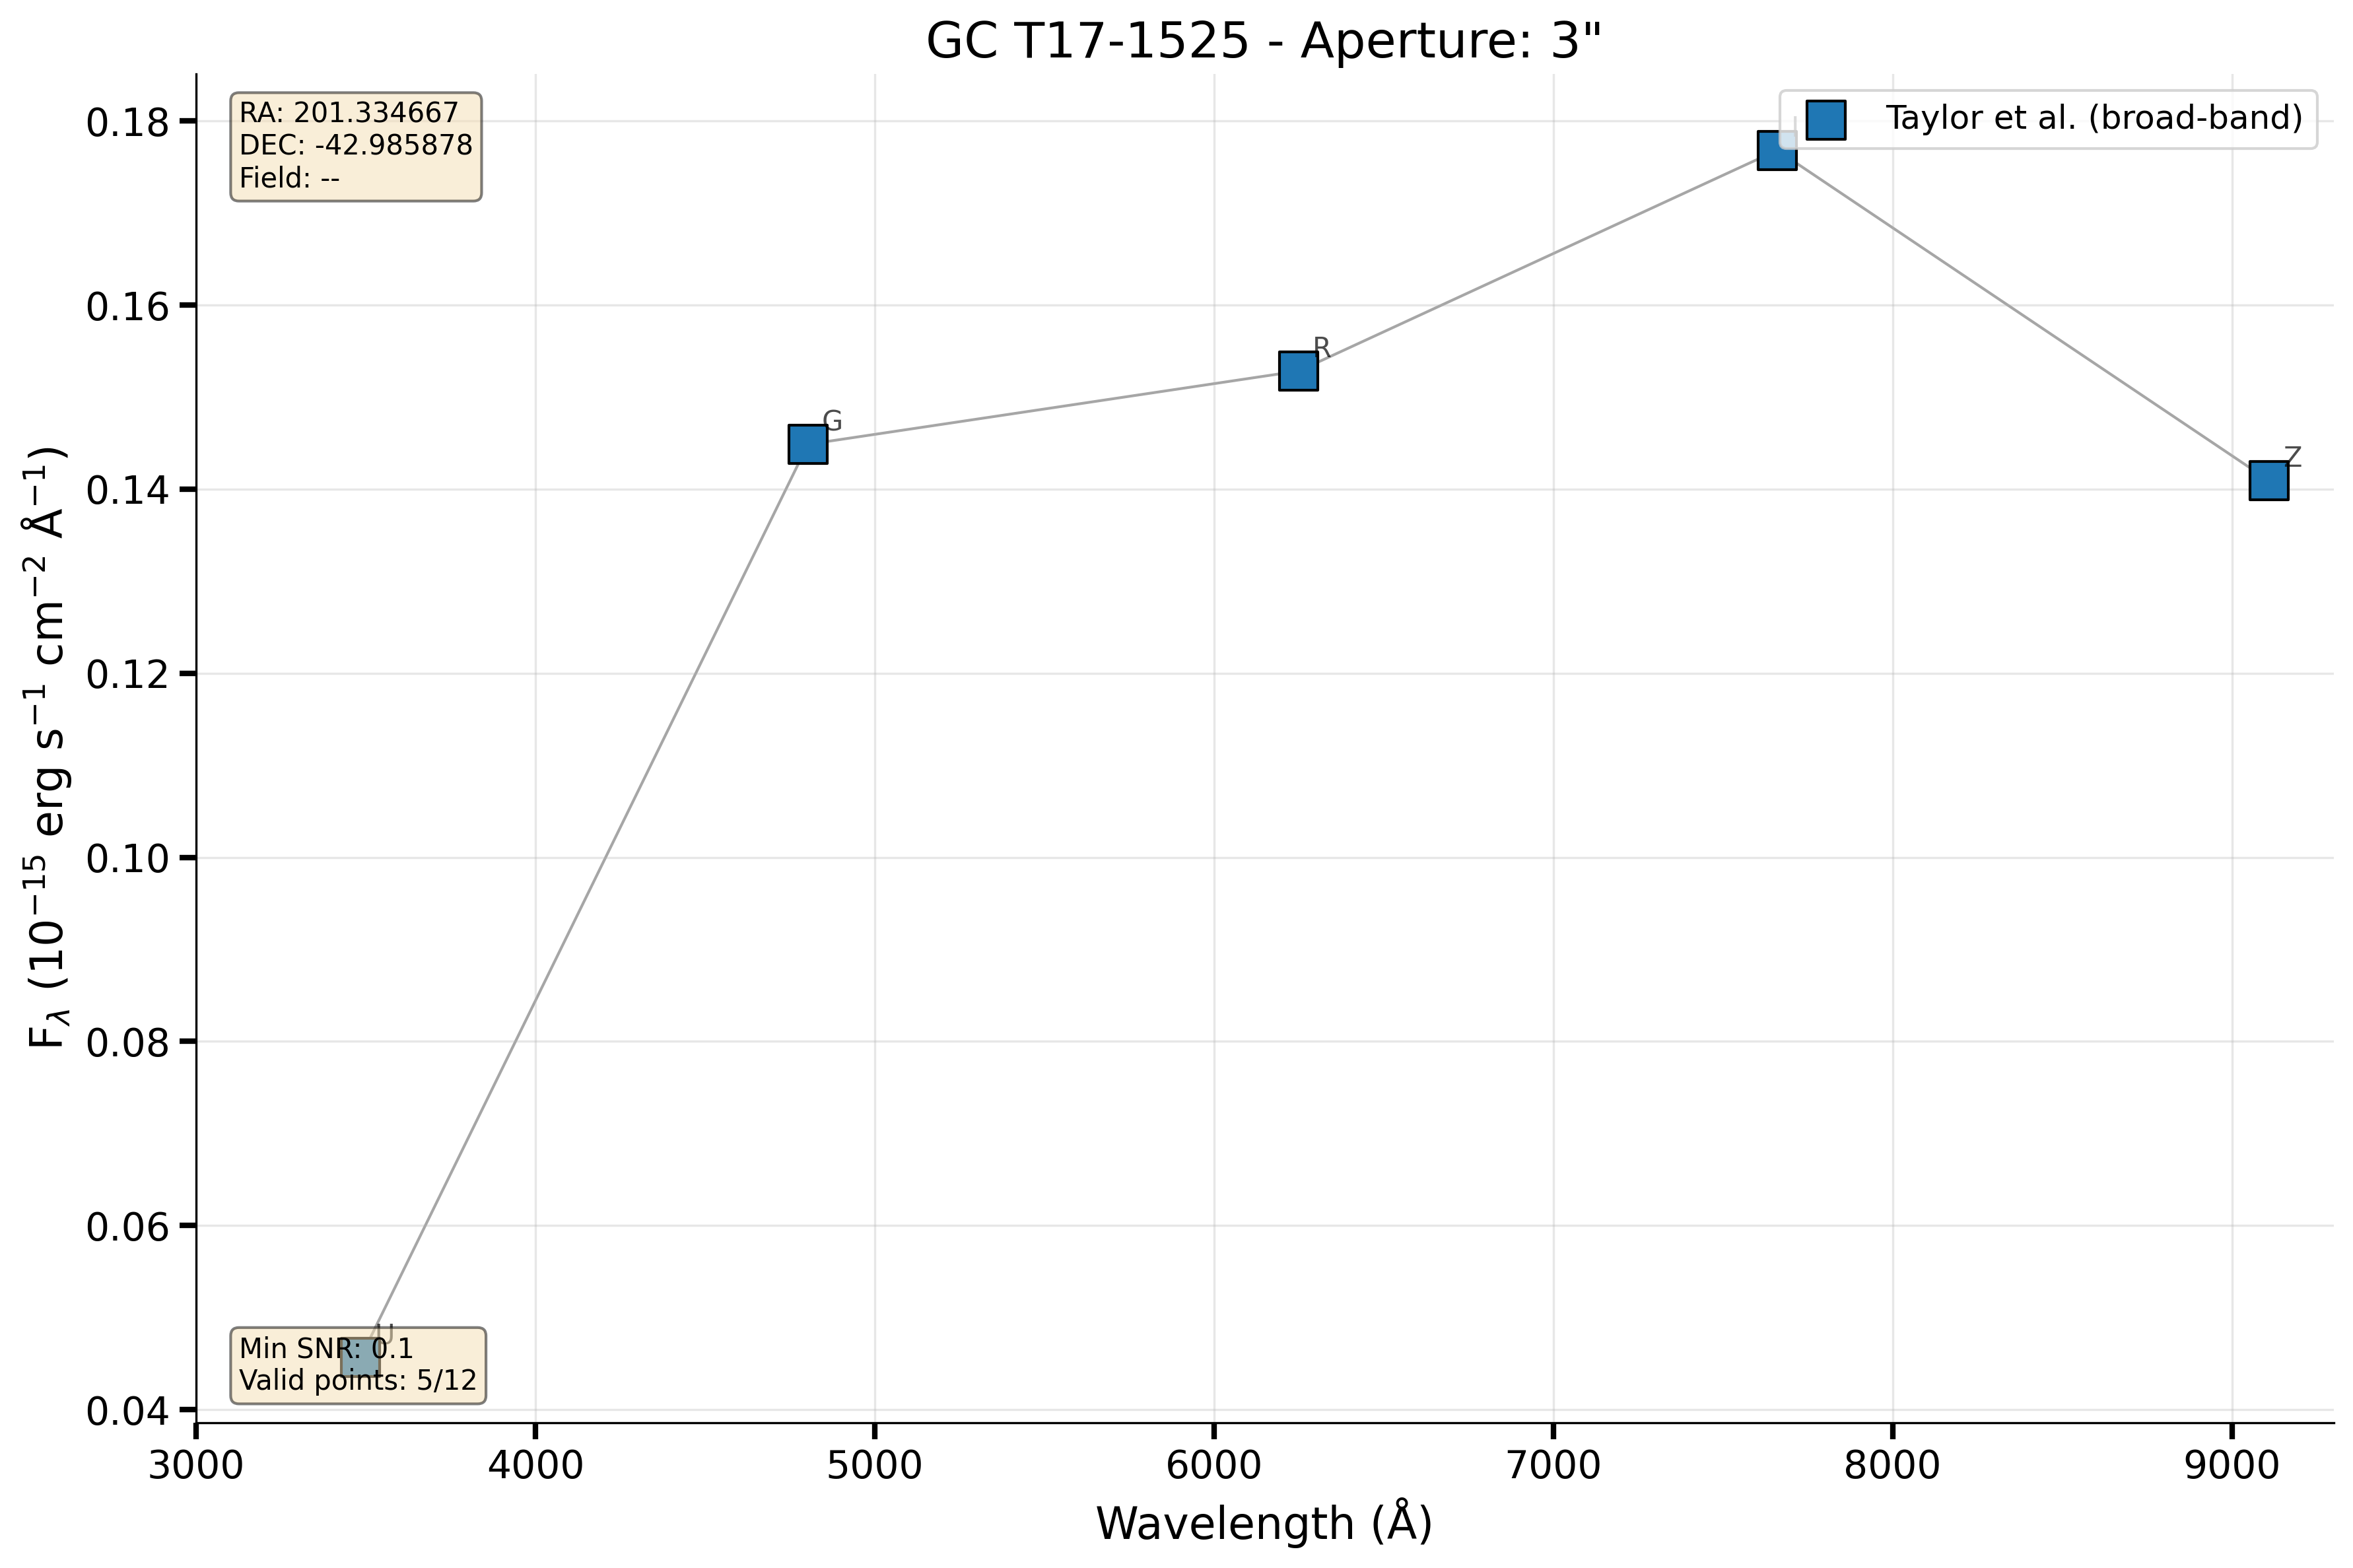 GC T17-1525 - Aperture: 3"
RA: 201.334667
DEC: -42.985878
Field: --
Taylor et al. (broad-band)
I
R
G
Z
U
Min SNR: 0.1
Valid points: 5/12
0.18
0.16
0.14
0.12
0.10
0.08
0.06
0.04
F_λ (10⁻¹⁵ erg s⁻¹ cm⁻² Å⁻¹)
3000 4000 5000 6000 7000 8000 9000
Wavelength (Å)